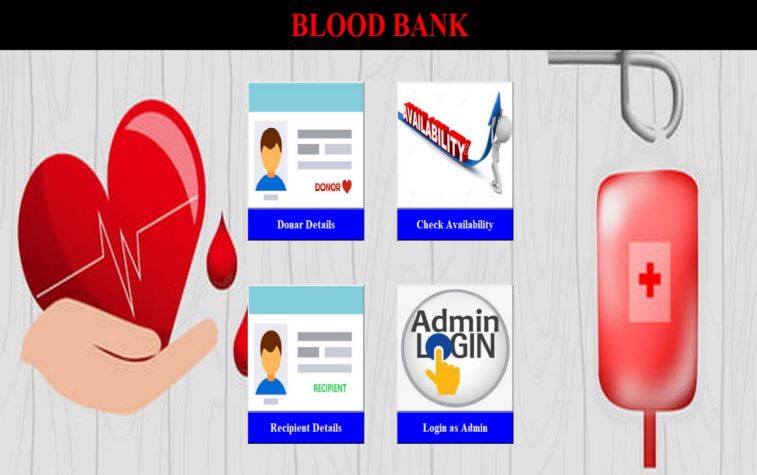 BLOOD BANK
DONOR
Donar Details
AVAILABILITY
Check Availability
RECIPIENT
Recipient Details
Admin
LOGIN
Login as Admin